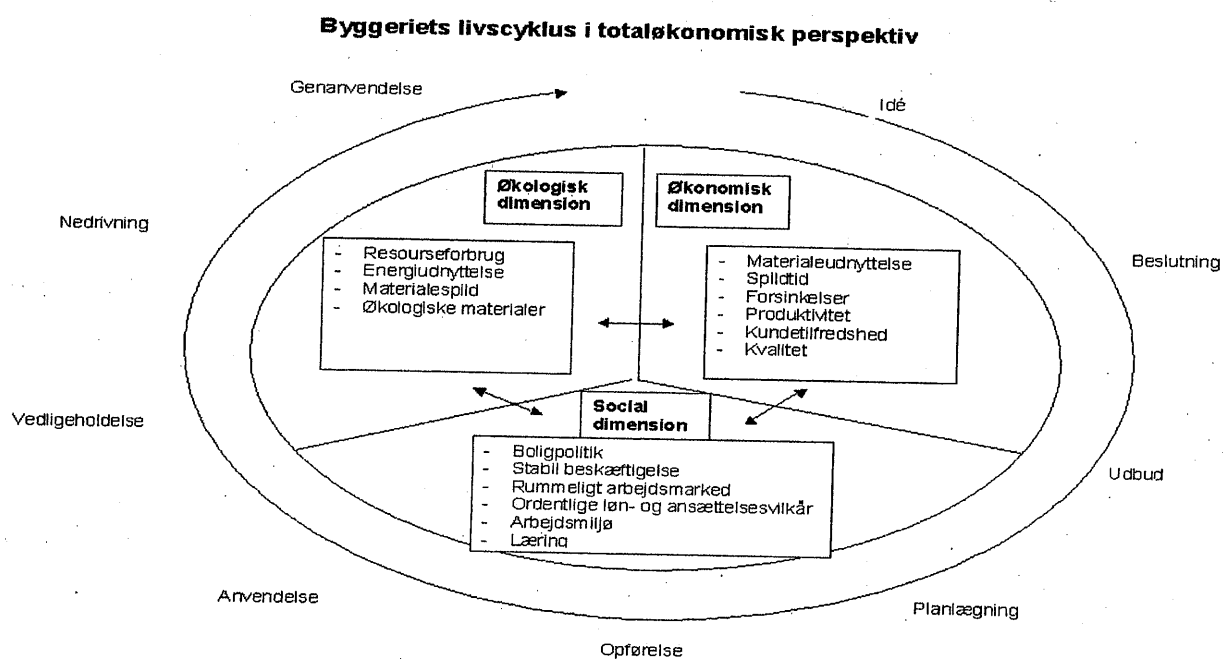 Byggeriets livscyklus i totaløkonomisk perspektiv
Genanvendelse
Idé
Økologisk
dimension
Økonomisk
dimension
Nedrivning
Beslutning
- Resourseforbrug
- Energiudnyttelse
- Materialespild
- Økologiske materialer
- Materialeudnyttelse
- Spildtid
- Forsinkelser
- Produktivitet
- Kundetilfredshed
- Kvalitet
Vedligeholdelse
Social
dimension
- Boligpolitik
- Stabil beskæftigelse
- Rummeligt arbejdsmarked
- Ordentlige løn- og ansættelsesvilkår
- Arbejdsmiljø
- Læring
Udbud
Anvendelse
Planlægning
Opførelse